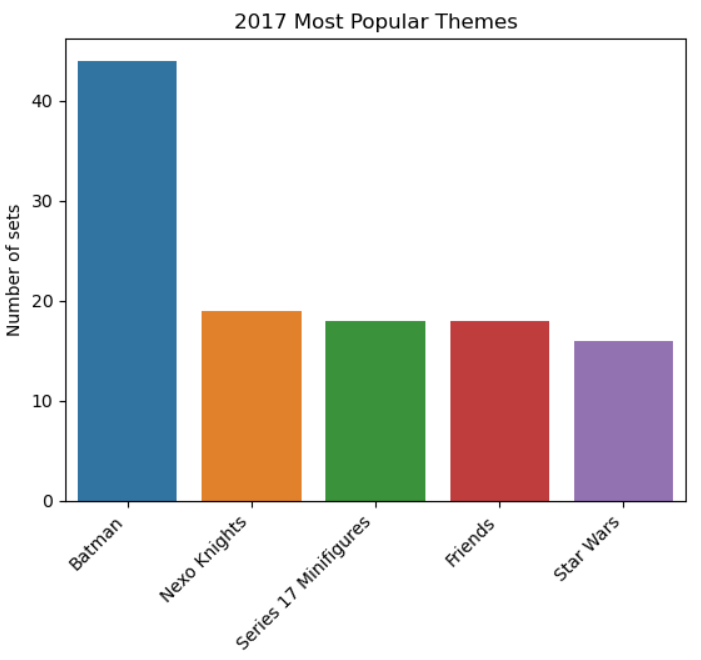 2017 Most Popular Themes
Number of sets
40
30
20
10
0
Batman
Nexo Knights
Series 17 Minifigures
Friends
Star Wars